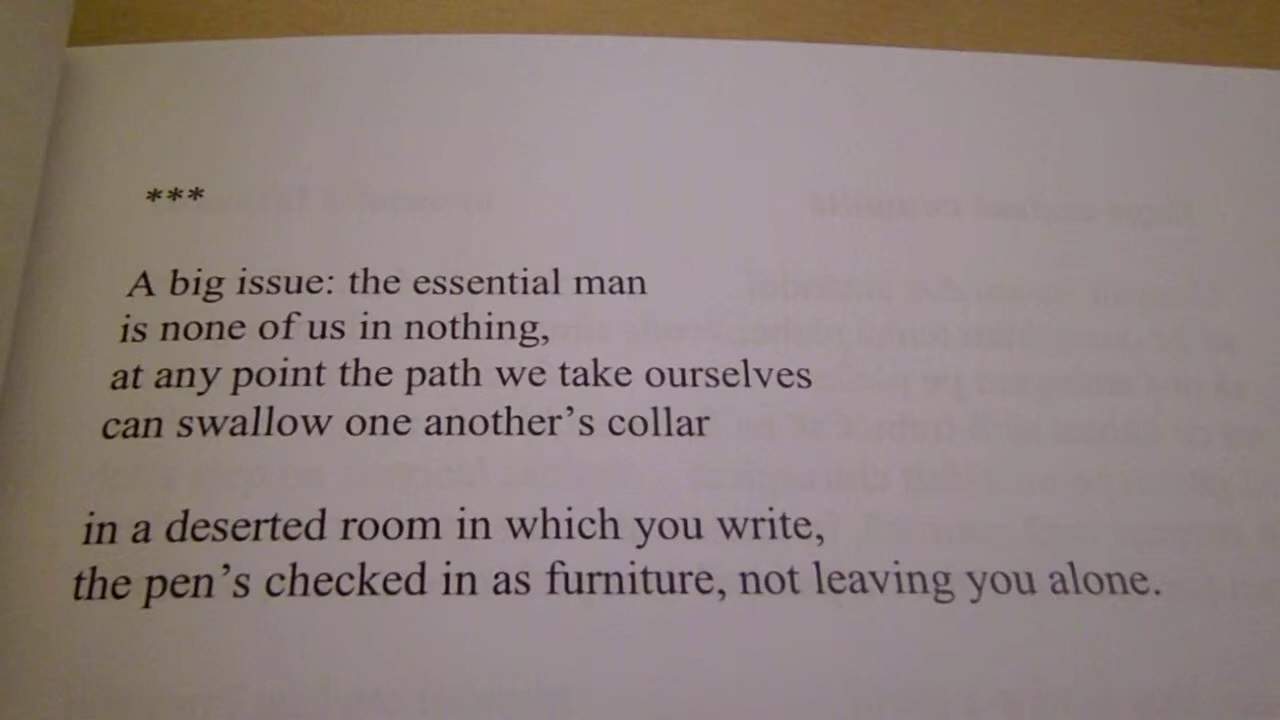 ***
A big issue: the essential man
is none of us in nothing,
at any point the path we take ourselves
can swallow one another’s collar
in a deserted room in which you write,
the pen’s checked in as furniture, not leaving you alone.